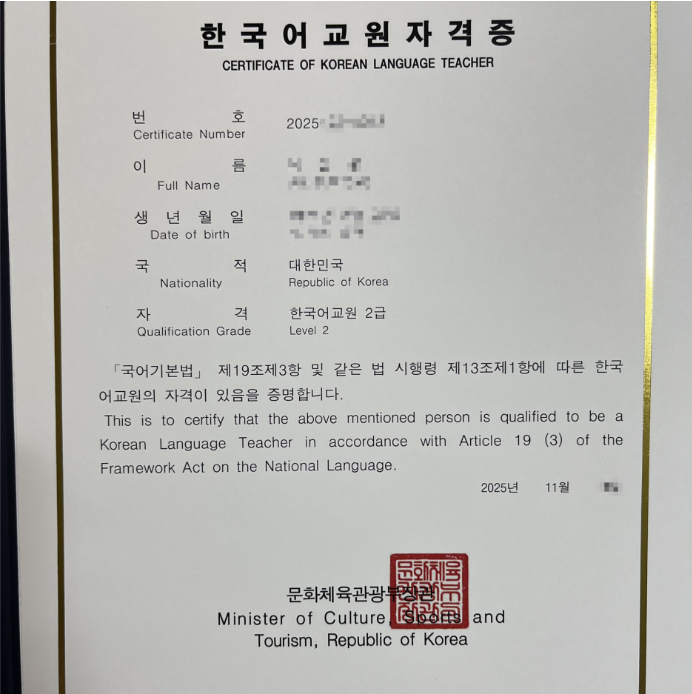 한국어교원자격증
CERTIFICATE OF KOREAN LANGUAGE TEACHER
번 호
Certificate Number
2025-
이 름
Full Name
생 년 월 일
Date of birth
국 적
대한민국
Nationality
Republic of Korea
자 격
한국어교원 2급
Qualification Grade
Level 2
「국어기본법」 제19조제3항 및 같은 법 시행령 제13조제1항에 따른 한국
어교원의 자격이 있음을 증명합니다.
This is to certify that the above mentioned person is qualified to be a
Korean Language Teacher in accordance with Article 19 (3) of the
Framework Act on the National Language.
2025년 11월
문화체육관광부장관
Minister of Culture, Sports and
Tourism, Republic of Korea